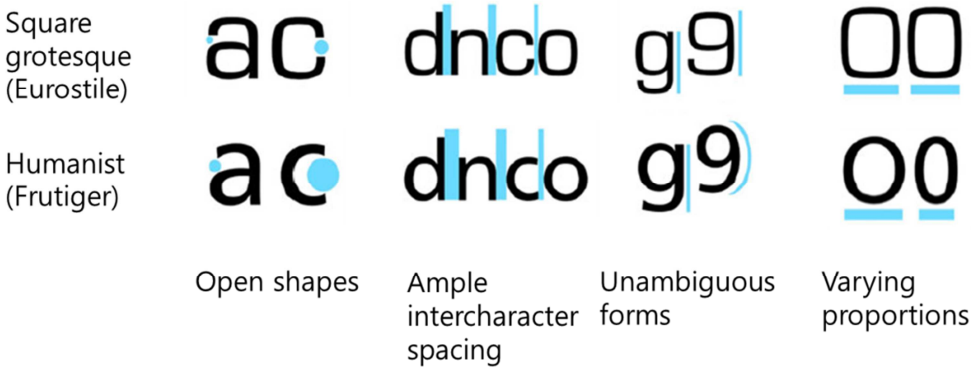 Square
grotesque
(Eurostile)
ac
dnco
g9
O0
Humanist
(Frutiger)
ac
dnco
g9
O0
Open shapes
Ample
intercharacter
spacing
Unambiguous
forms
Varying
proportions